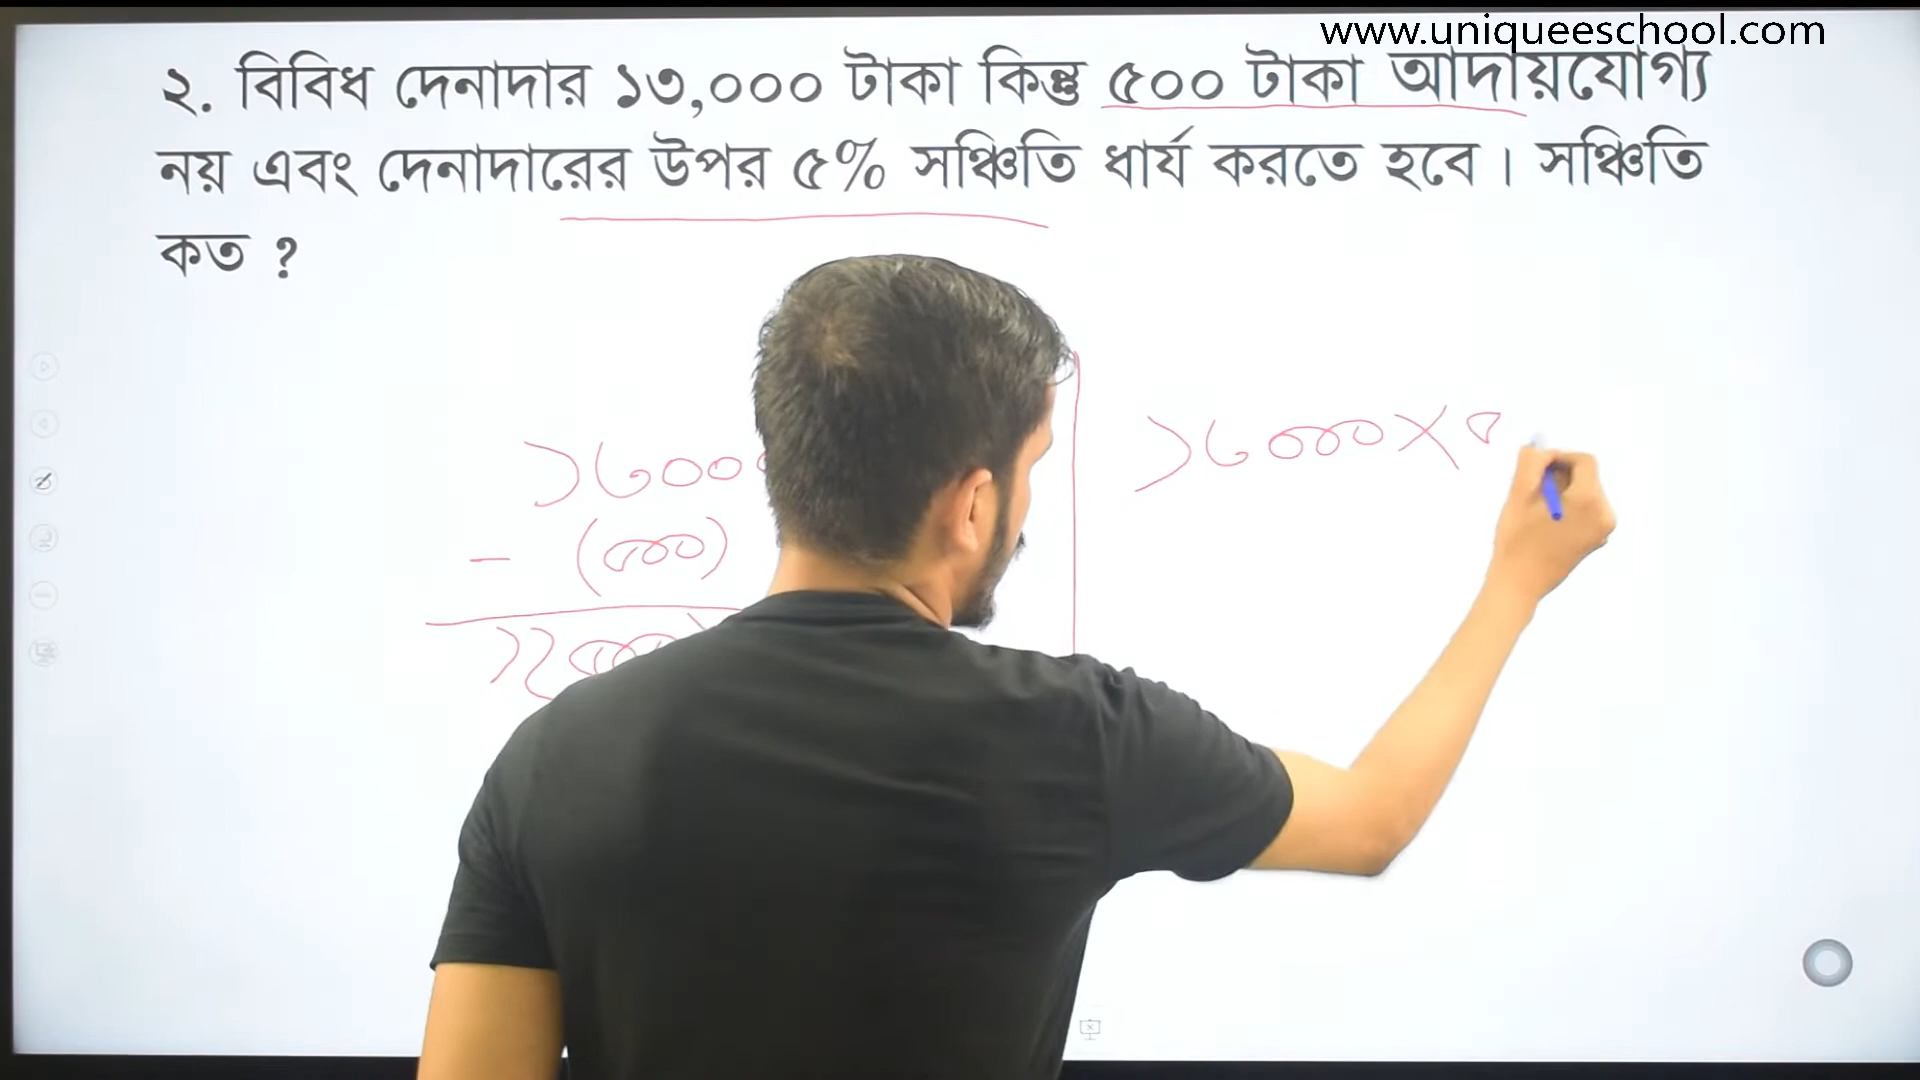 www.uniqueeschool.com
২. বিবিধ দেনাদার ১৩,০০০ টাকা কিন্তু ৫০০ টাকা আদায়যোগ্য
নয় এবং দেনাদারের উপর ৫% সঞ্চিতি ধার্য করতে হবে। সঞ্চিতি
কত ?
১৩০০০
- (৫০০)
১২৫০০
১৩০০০×৫